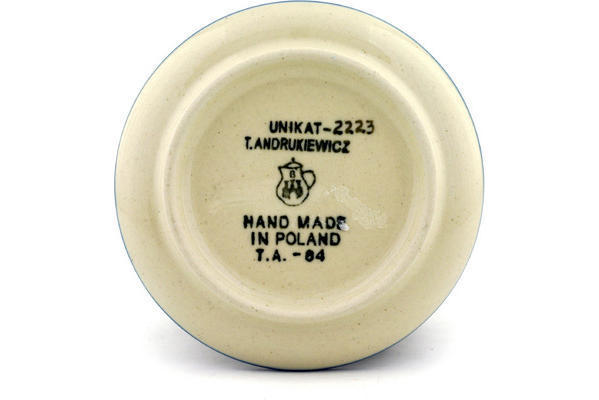 UNIKAT-2223
T.ANDRUKIEWICZ
B
HAND MADE
IN POLAND
T.A. -84